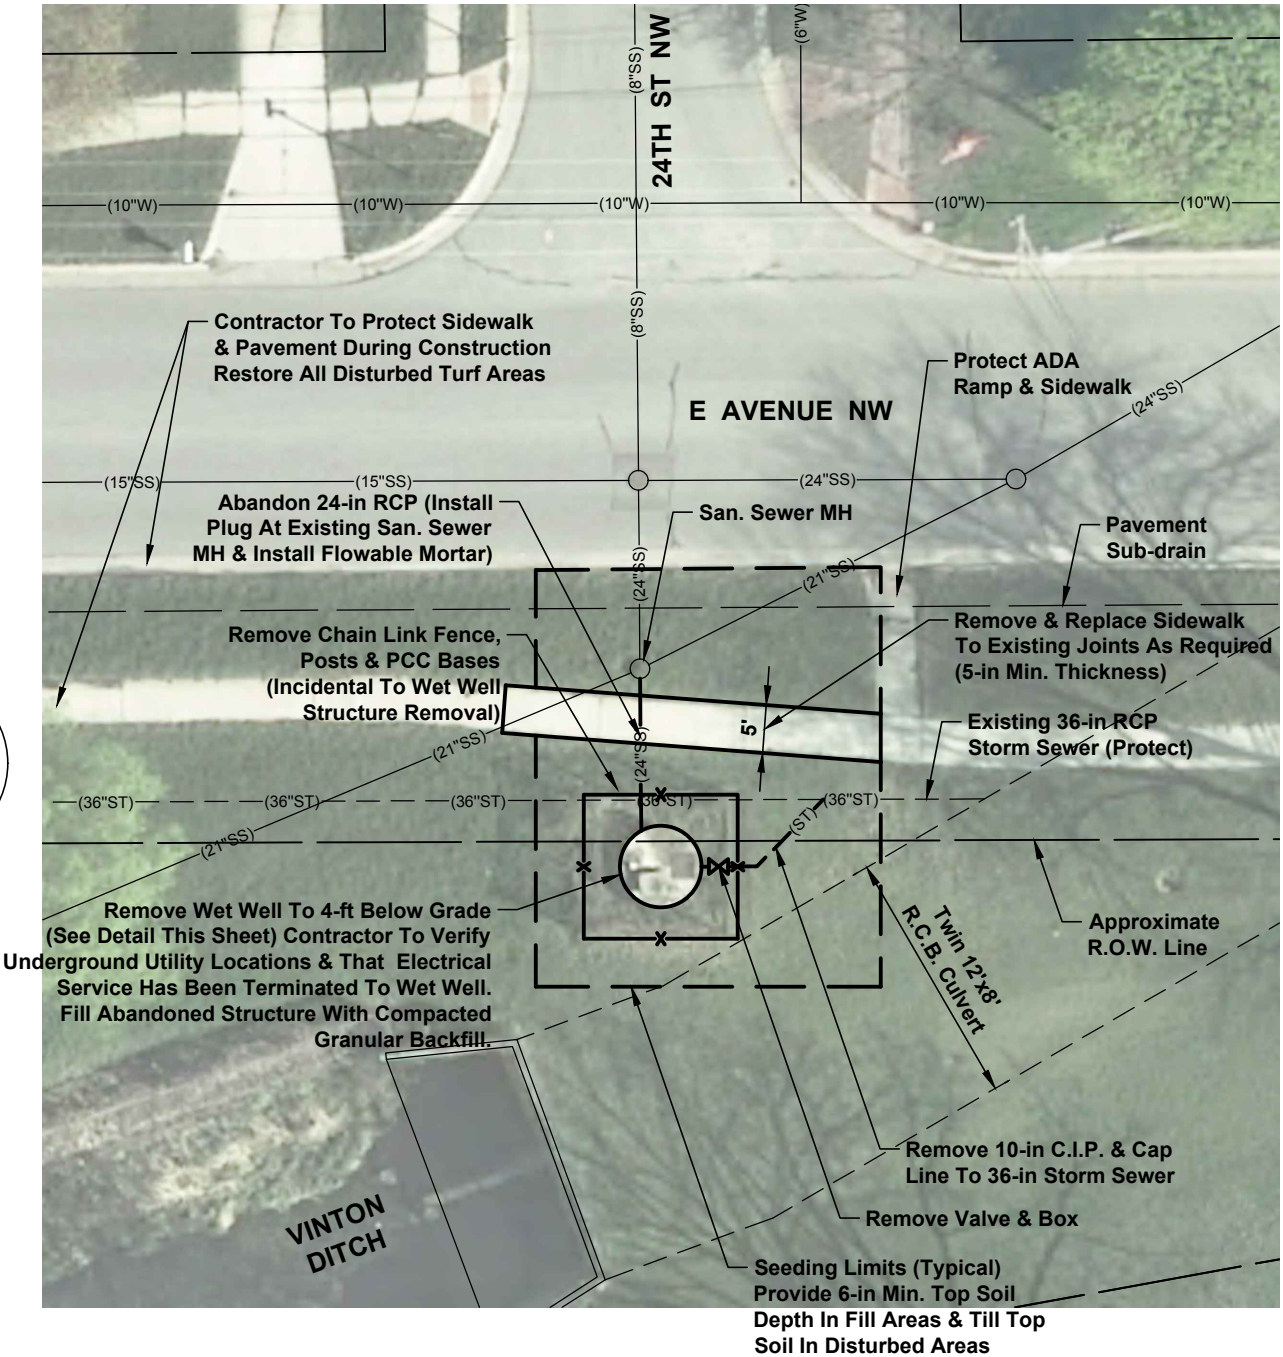 (8"SS)
24TH ST NW
(6"W)
(10"W)
(10"W)
(10"W)
(10"W)
(10"W)
(8"SS)
Contractor To Protect Sidewalk
& Pavement During Construction
Restore All Disturbed Turf Areas
Protect ADA
Ramp & Sidewalk
(24"SS)
E AVENUE NW
(15"SS)
(15"SS)
(24"SS)
Abandon 24-in RCP (Install
Plug At Existing San. Sewer
MH & Install Flowable Mortar)
San. Sewer MH
Pavement
Sub-drain
(24"SS)
(21"SS)
Remove Chain Link Fence,
Posts & PCC Bases
(Incidental To Wet Well
Structure Removal)
Remove & Replace Sidewalk
To Existing Joints As Required
(5-in Min. Thickness)
5'
Existing 36-in RCP
Storm Sewer (Protect)
(21"SS)
(24"SS)
(36"ST)
(36"ST)
(36"ST)
(36"ST)
(36"ST)
(ST)
(21"SS)
Remove Wet Well To 4-ft Below Grade
(See Detail This Sheet) Contractor To Verify
Underground Utility Locations & That Electrical
Service Has Been Terminated To Wet Well.
Fill Abandoned Structure With Compacted
Granular Backfill.
Twin 12'x8'
R.C.B. Culvert
Approximate
R.O.W. Line
VINTON
DITCH
Remove 10-in C.I.P. & Cap
Line To 36-in Storm Sewer
Remove Valve & Box
Seeding Limits (Typical)
Provide 6-in Min. Top Soil
Depth In Fill Areas & Till Top
Soil In Disturbed Areas